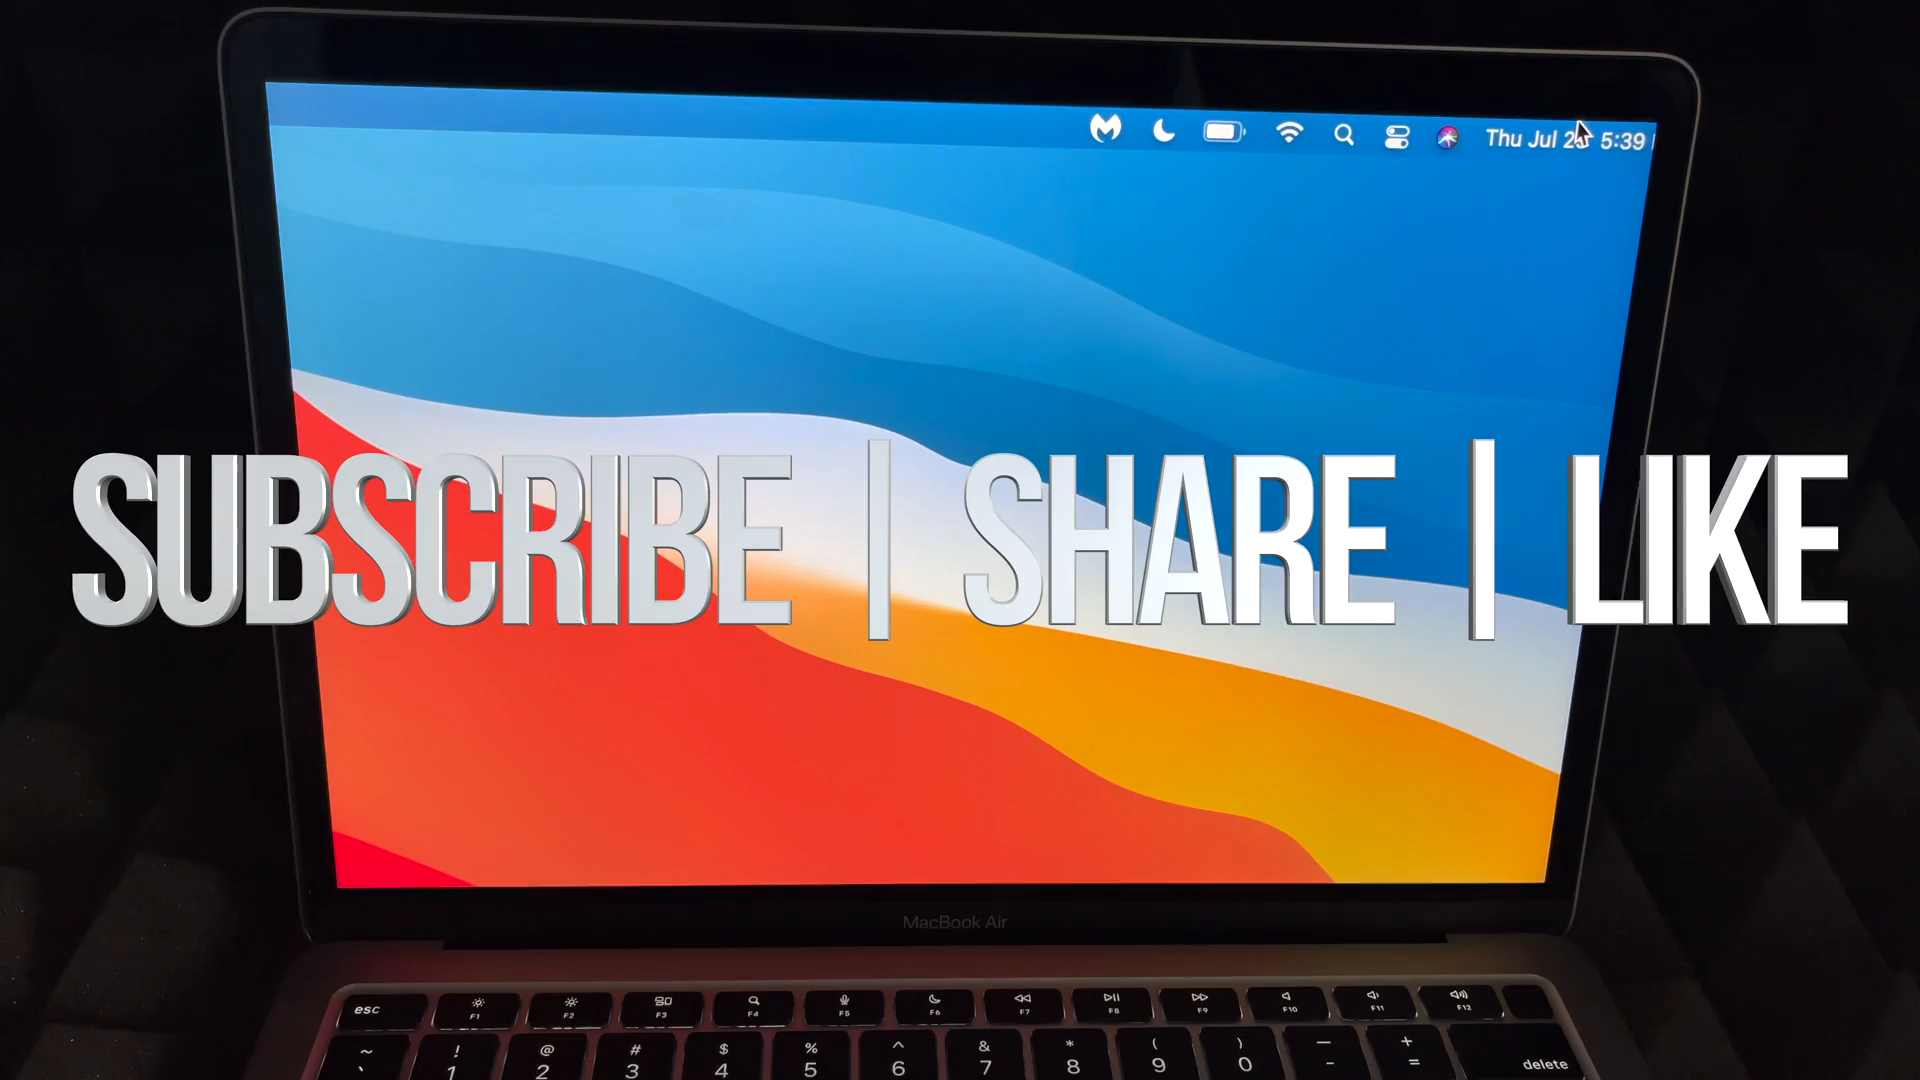 Thu Jul 5:39
SUBSCRIBE | SHARE | LIKE
MacBook Air
esc F1 F2 F3 F4 F5 F6 F7 F8 F9 F10 F11 F12
~ ! @ # $ % ^ & * ( ) — +
` 1 2 3 4 5 6 7 8 9 0 - = delete